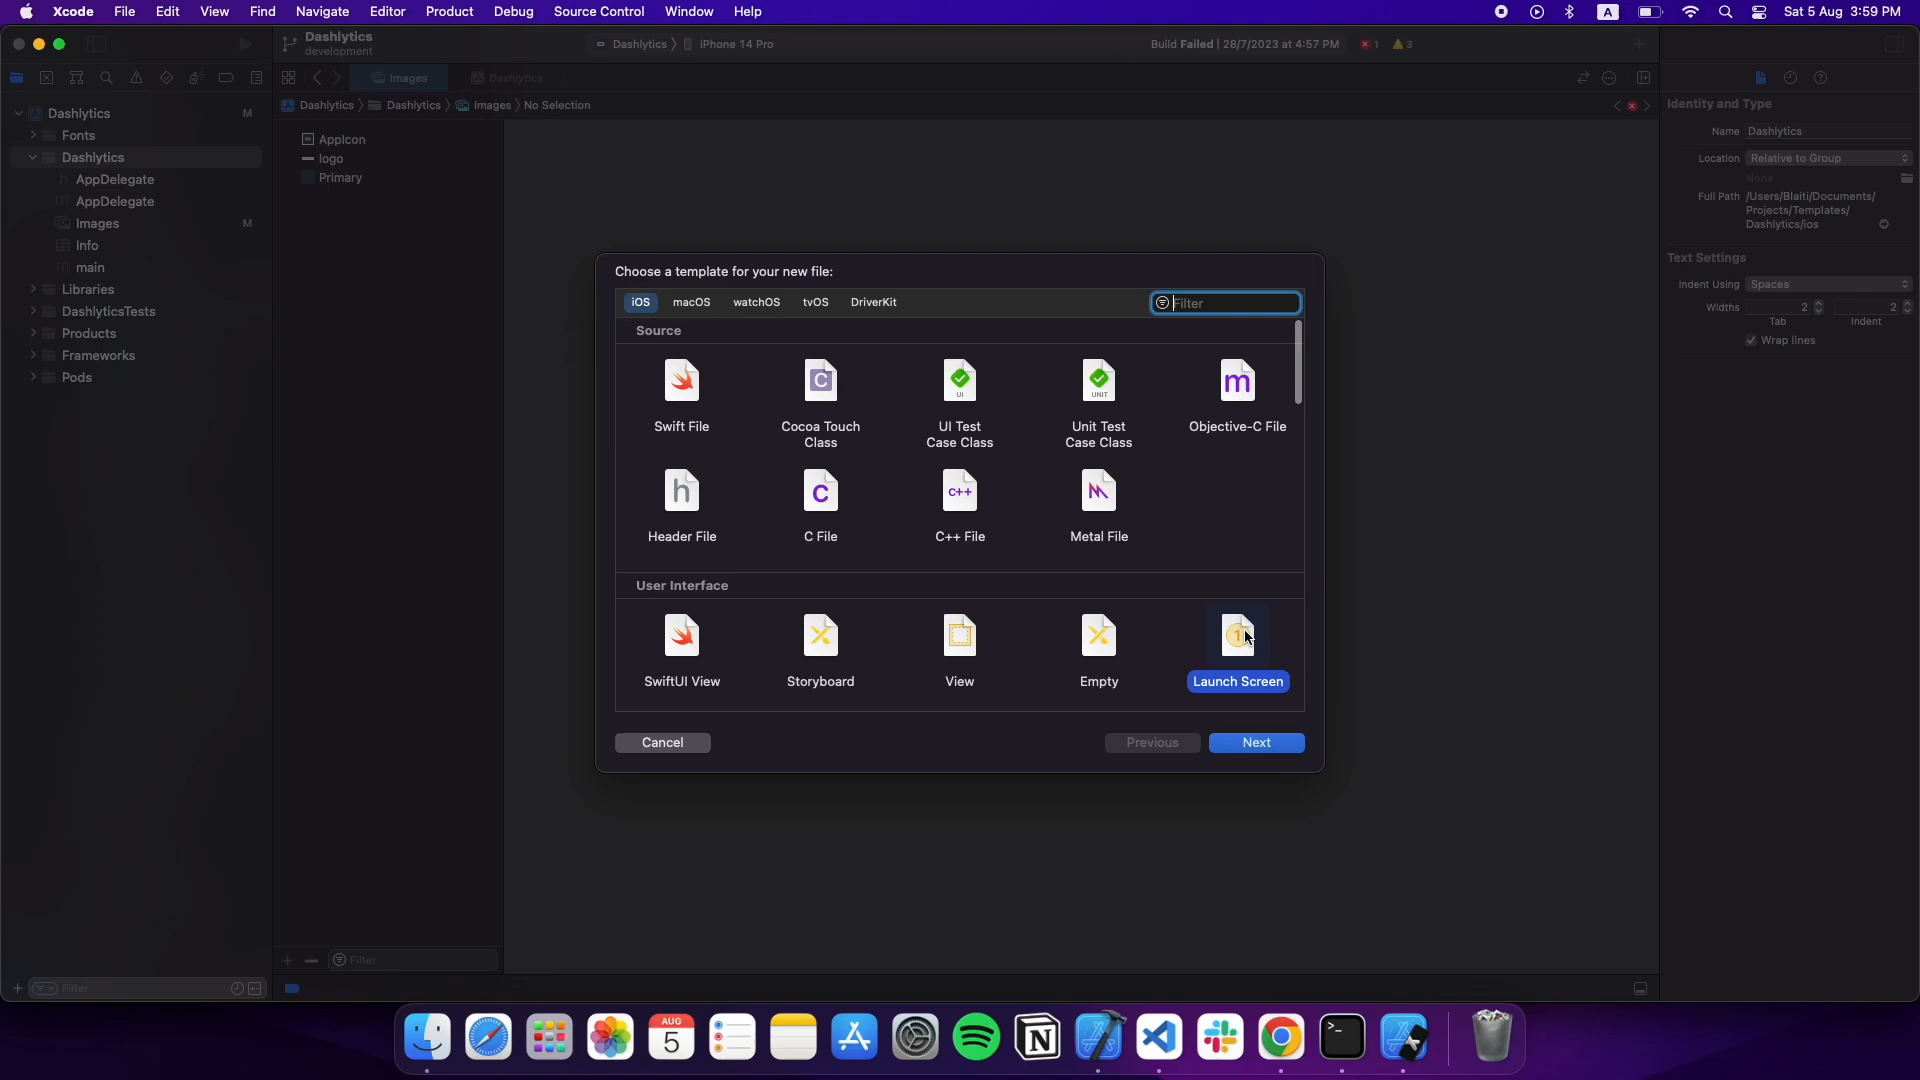 Xcode File Edit View Find Navigate Editor Product Debug Source Control Window Help
A
Sat 5 Aug 3:59 PM
Dashlytics
development
Dashlytics
iPhone 14 Pro
Build Failed | 28/7/2023 at 4:57 PM
1
3
Images
Dashlytics
Dashlytics
Dashlytics
Images
No Selection
Dashlytics M
Fonts
Dashlytics
AppDelegate
AppDelegate
Images M
Info
main
Libraries
DashlyticsTests
Products
Frameworks
Pods
AppIcon
logo
Primary
Choose a template for your new file:
iOS macOS watchOS tvOS DriverKit
Filter
Source
C
UI
UNIT
m
Swift File
Cocoa Touch
Class
UI Test
Case Class
Unit Test
Case Class
Objective-C File
h
C
C++
Header File
C File
C++ File
Metal File
User Interface
1
SwiftUI View
Storyboard
View
Empty
Launch Screen
Cancel
Previous
Next
Identity and Type
Name Dashlytics
Location Relative to Group
None
Full Path /Users/Blaiti/Documents/
Projects/Templates/
Dashlytics/ios
Text Settings
Indent Using Spaces
Widths 2 2
Tab Indent
Wrap lines
Filter
Filter
AUG
5